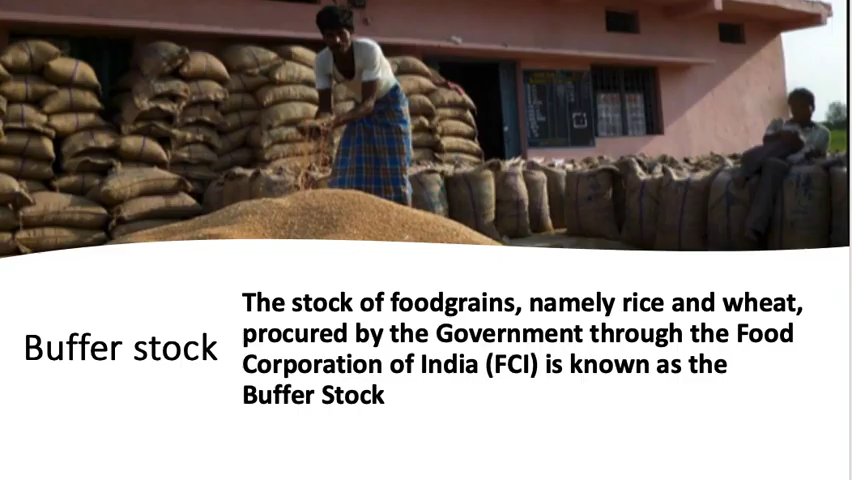 Buffer stock
The stock of foodgrains, namely rice and wheat,
procured by the Government through the Food
Corporation of India (FCI) is known as the
Buffer Stock